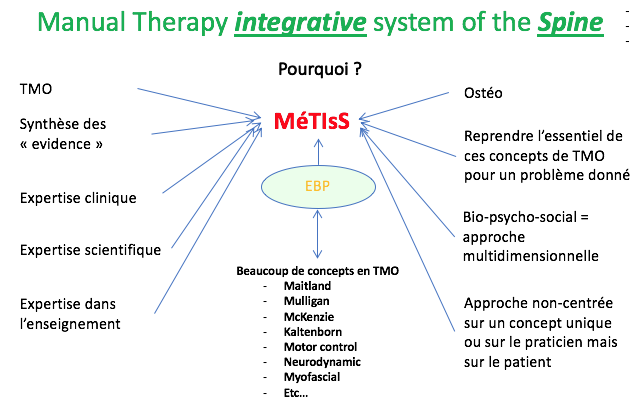 Manual Therapy integrative system of the Spine
Pourquoi ?
TMO
Synthèse des
« evidence »
Expertise clinique
Expertise scientifique
Expertise dans
l'enseignement
MéTIsS
EBP
Beaucoup de concepts en TMO
- Maitland
- Mulligan
- McKenzie
- Kaltenborn
- Motor control
- Neurodynamic
- Myofascial
- Etc...
Ostéo
Reprendre l'essentiel de
ces concepts de TMO
pour un problème donné
Bio-psycho-social =
approche
multidimensionnelle
Approche non-centrée
sur un concept unique
ou sur le praticien mais
sur le patient